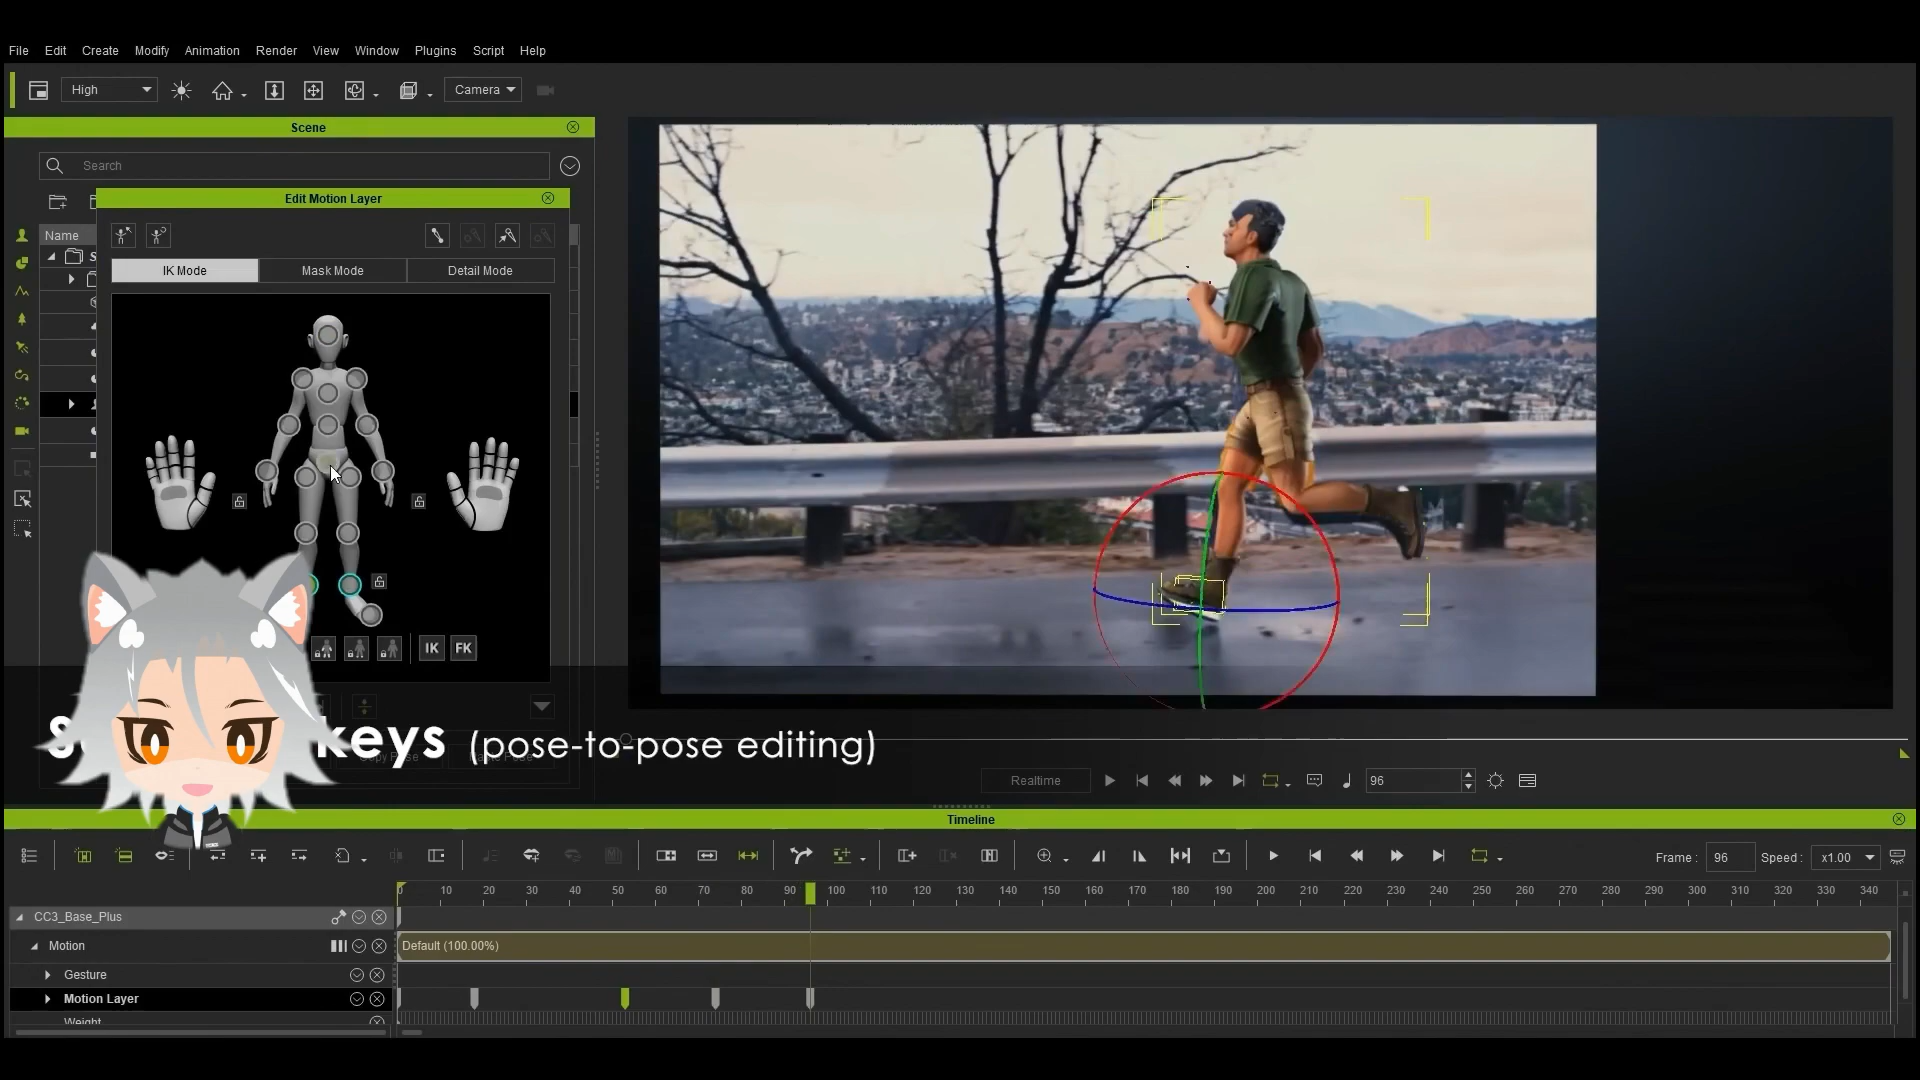 File Edit Create Modify Animation Render View Window Plugins Script Help
High
Camera
Scene
Search
Edit Motion Layer
Name
IK Mode
Mask Mode
Detail Mode
IK FK
keys (pose-to-pose editing)
Realtime
96
Timeline
Frame : 96 Speed : x1.00
0 10 20 30 40 50 60 70 80 90 100 110 120 130 140 150 160 170 180 190 200 210 220 230 240 250 260 270 280 290 300 310 320 330 340
CC3_Base_Plus
Motion
Default (100.00%)
Gesture
Motion Layer
Weight